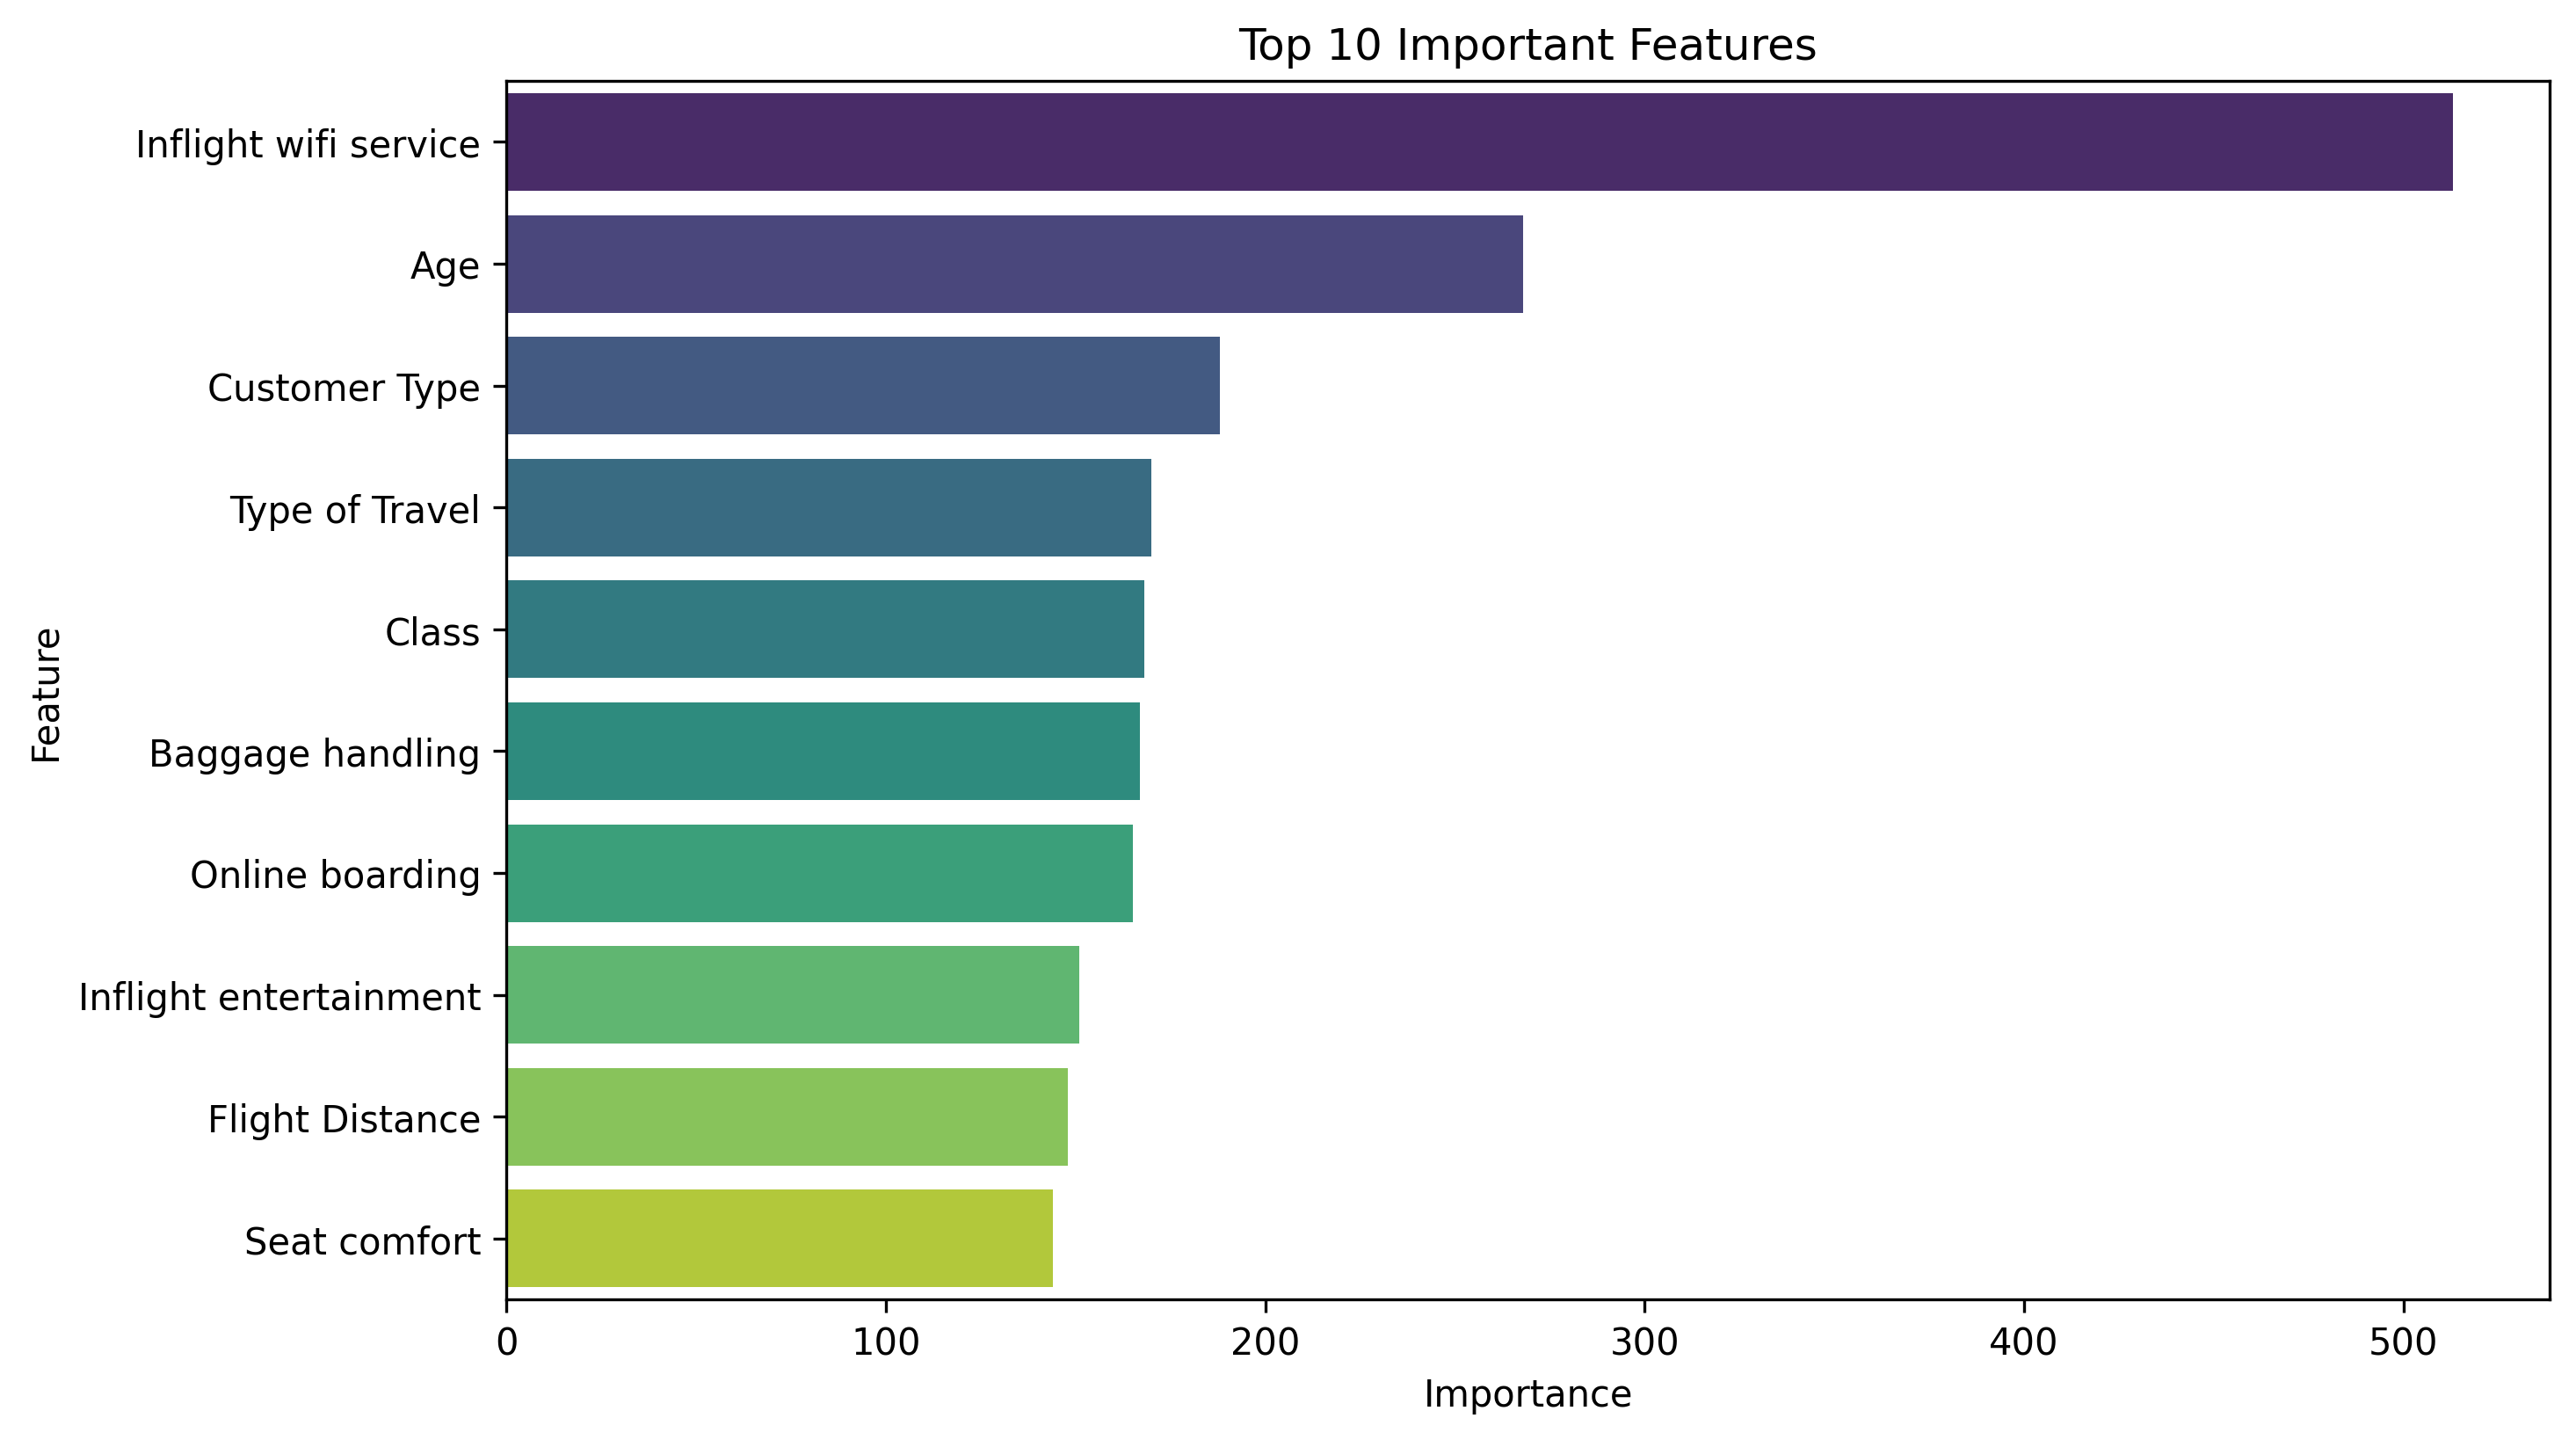 Top 10 Important Features
Feature
Inflight wifi service
Age
Customer Type
Type of Travel
Class
Baggage handling
Online boarding
Inflight entertainment
Flight Distance
Seat comfort
0 100 200 300 400 500
Importance